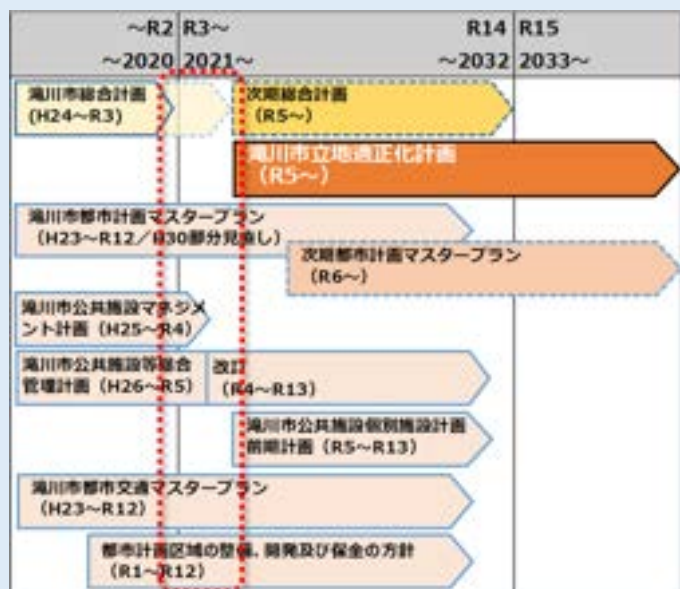 ～R2 R3～ R14 R15
～2020 2021～ ～2032 2033～
滝川市総合計画
(H24～R3)
次期総合計画
（R5～）
滝川市立地適正化計画
（R5～）
滝川市都市計画マスタープラン
（H23～R12／H30部分見直し）
次期都市計画マスタープラン
（R6～）
滝川市公共施設マネジメ
ント計画（H25～R4）
滝川市公共施設等総合
管理計画（H26～R5）
改訂
（R4～R13）
滝川市公共施設個別施設計画
前期計画（R5～R13）
滝川市都市交通マスタープラン
（H23～R12）
都市計画区域の整備、開発及び保全の方針
（R1～R12）